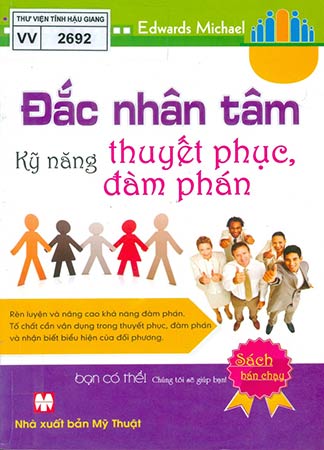 THƯ VIỆN TỈNH HẬU GIANG
VV 2692
Edwards Michael
Đắc nhân tâm
Kỹ năng thuyết phục,
đàm phán
Rèn luyện và nâng cao khả năng đàm phán.
Tố chất cần vận dụng trong thuyết phục, đàm phán
và nhận biết biểu hiện của đối phương.
Sách
bán chạy
bạn có thể! Chúng tôi sẽ giúp bạn!
Nhà xuất bản Mỹ Thuật